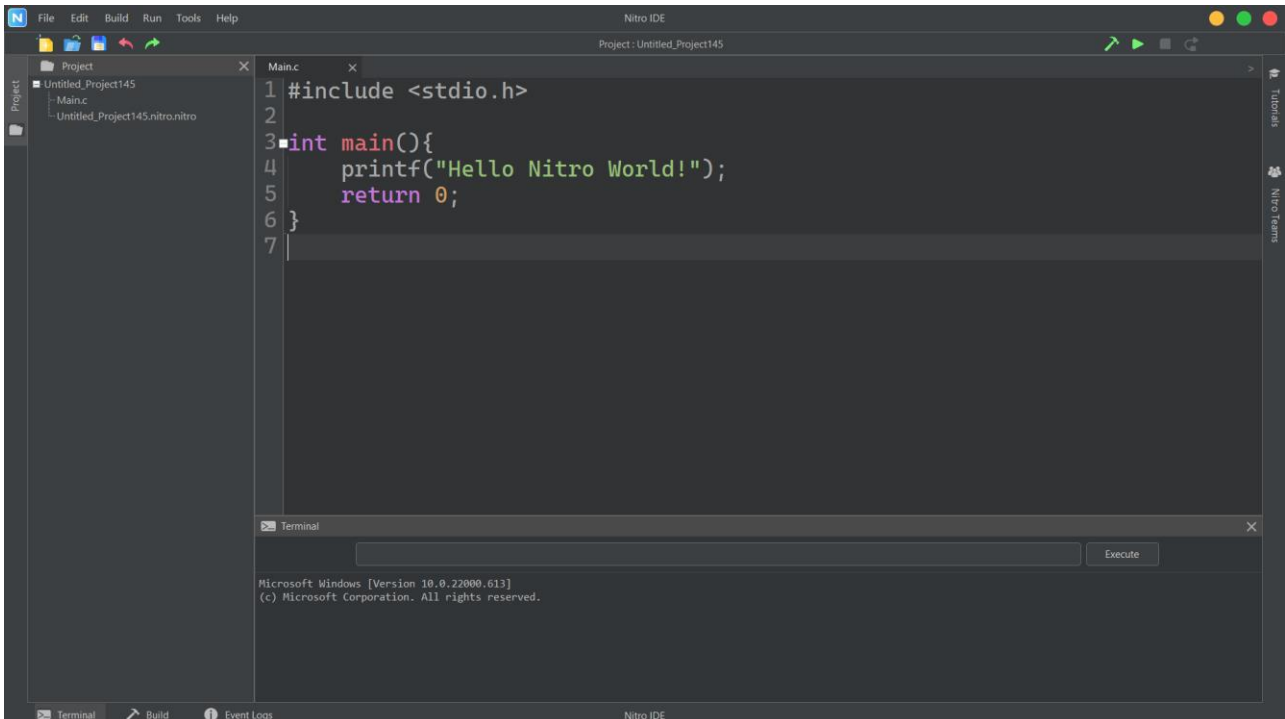 N File Edit Build Run Tools Help Nitro IDE
Project : Untitled_Project145
Project
Project
Untitled_Project145
Main.c
Untitled_Project145.nitro.nitro
Main.c
1 #include <stdio.h>
2
3 int main(){
4     printf("Hello Nitro World!");
5     return 0;
6 }
7
>
Tutorials
Nitro Teams
Terminal
Execute
Microsoft Windows [Version 10.0.22000.613]
(c) Microsoft Corporation. All rights reserved.
Terminal Build Event Logs Nitro IDE